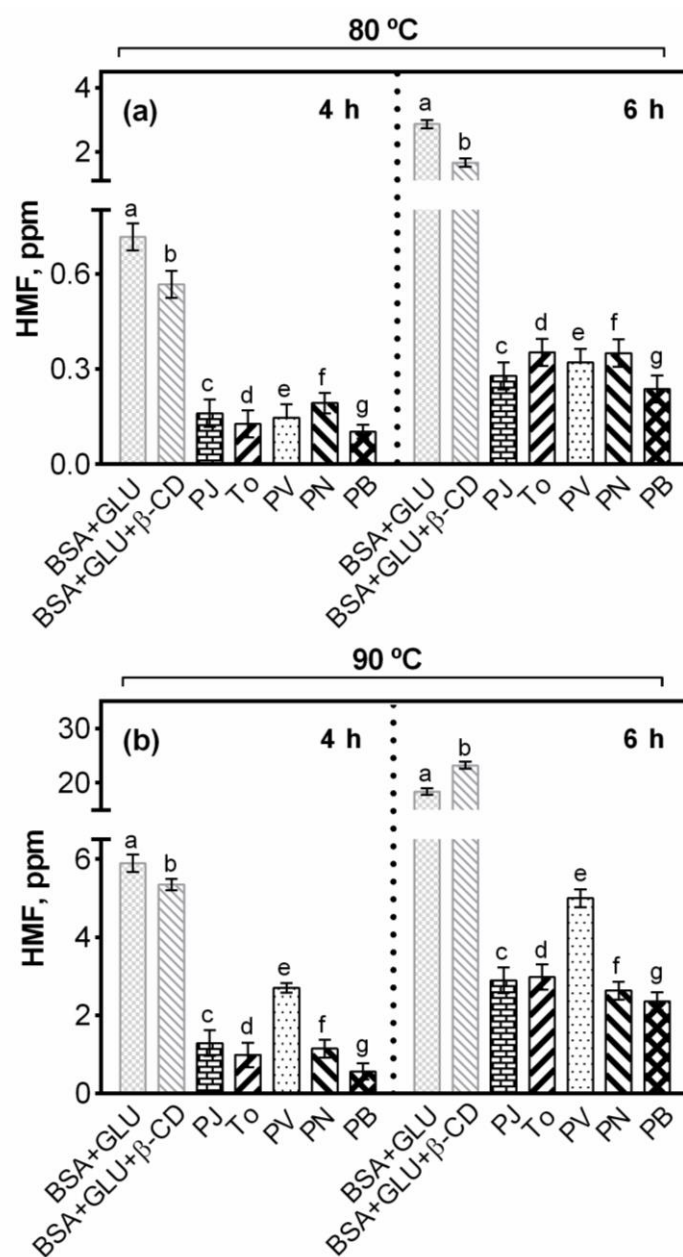 80 ºC
(a) 4 h 6 h
4
2
0.6
0.3
0.0
HMF, ppm
a b c d e f g
a b c d e f g
BSA+GLU
BSA+GLU+β-CD
PJ
To
PV
PN
PB
BSA+GLU
BSA+GLU+β-CD
PJ
To
PV
PN
PB
90 ºC
(b) 4 h 6 h
30
20
6
4
2
0
HMF, ppm
a b c d e f g
a b c d e f g
BSA+GLU
BSA+GLU+β-CD
PJ
To
PV
PN
PB
BSA+GLU
BSA+GLU+β-CD
PJ
To
PV
PN
PB